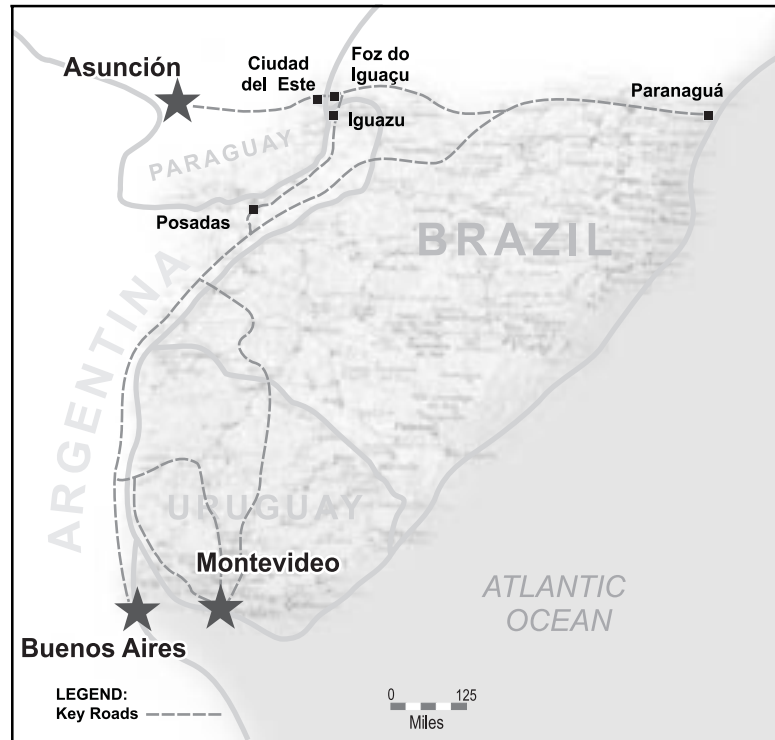 Asunción
Ciudad
del Este
Foz do
Iguaçu
Paranaguá
Iguazu
PARAGUAY
Posadas
BRAZIL
ARGENTINA
URUGUAY
Montevideo
ATLANTIC
OCEAN
Buenos Aires
LEGEND:
Key Roads
0 125
Miles